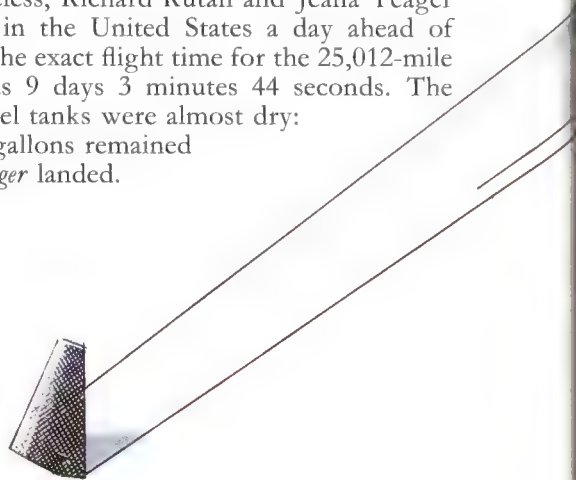 less, Richard Rutan and Jeana Yeager
in the United States a day ahead of
he exact flight time for the 25,012-mile
s 9 days 3 minutes 44 seconds. The
el tanks were almost dry:
gallons remained
ger landed.